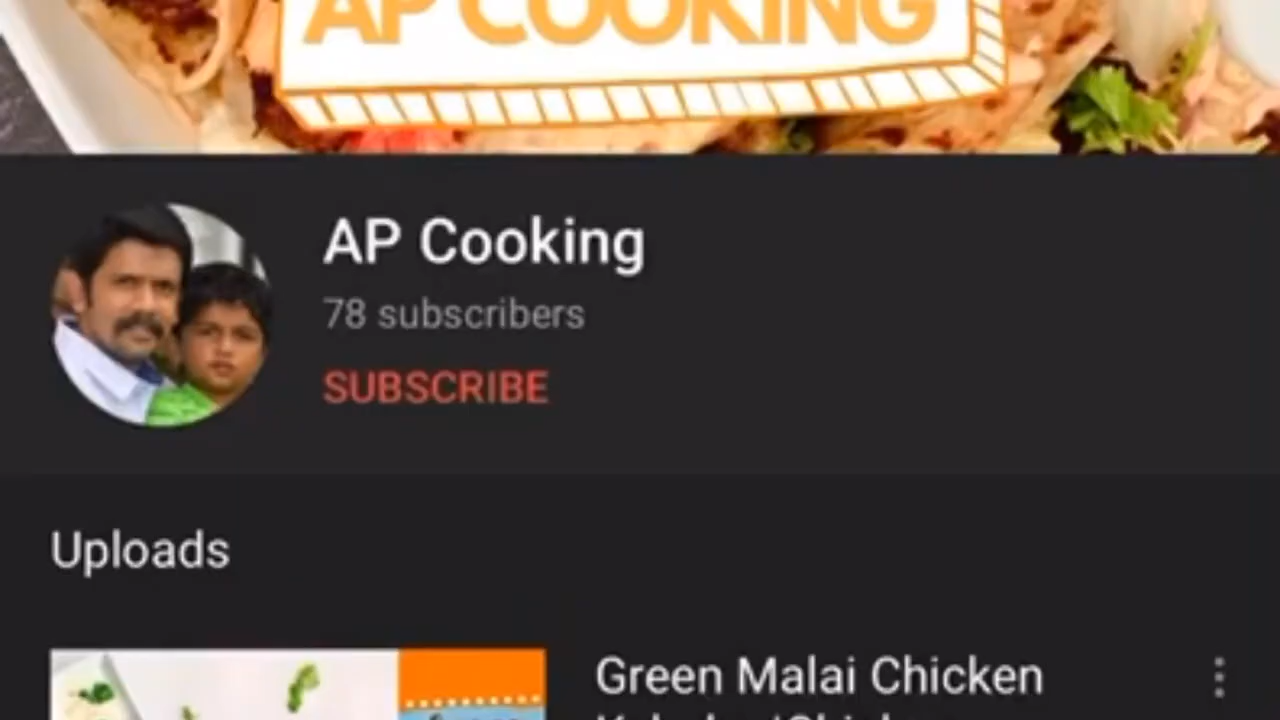 AP COOKING
AP Cooking
78 subscribers
SUBSCRIBE
Uploads
Green Malai Chicken